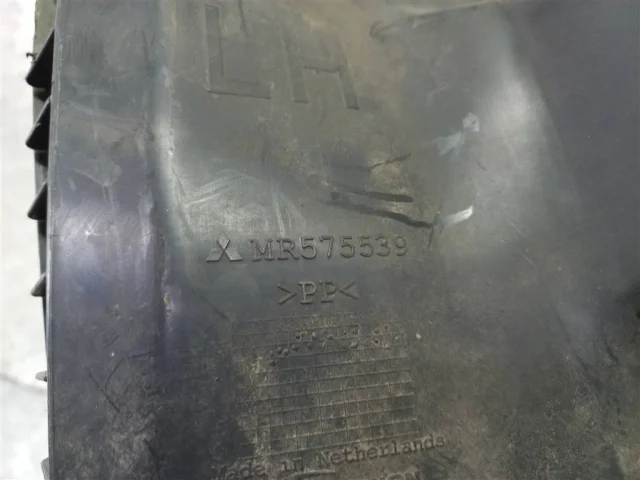 LH
MR575539
>PP<
Made in Netherlands